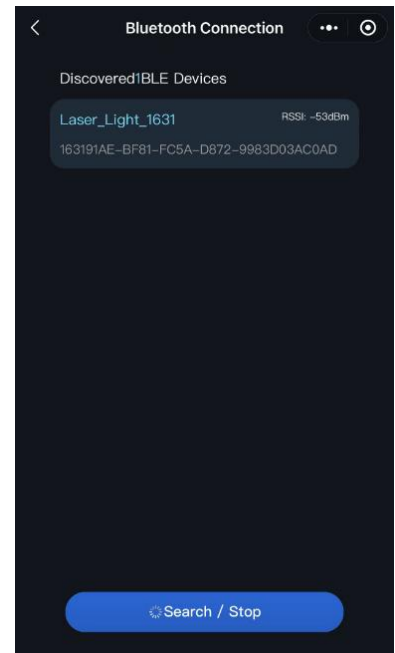 Bluetooth Connection
Discovered1BLE Devices
Laser_Light_1631
RSSI: -53dBm
163191AE-BF81-FC5A-D872-9983D03AC0AD
Search / Stop